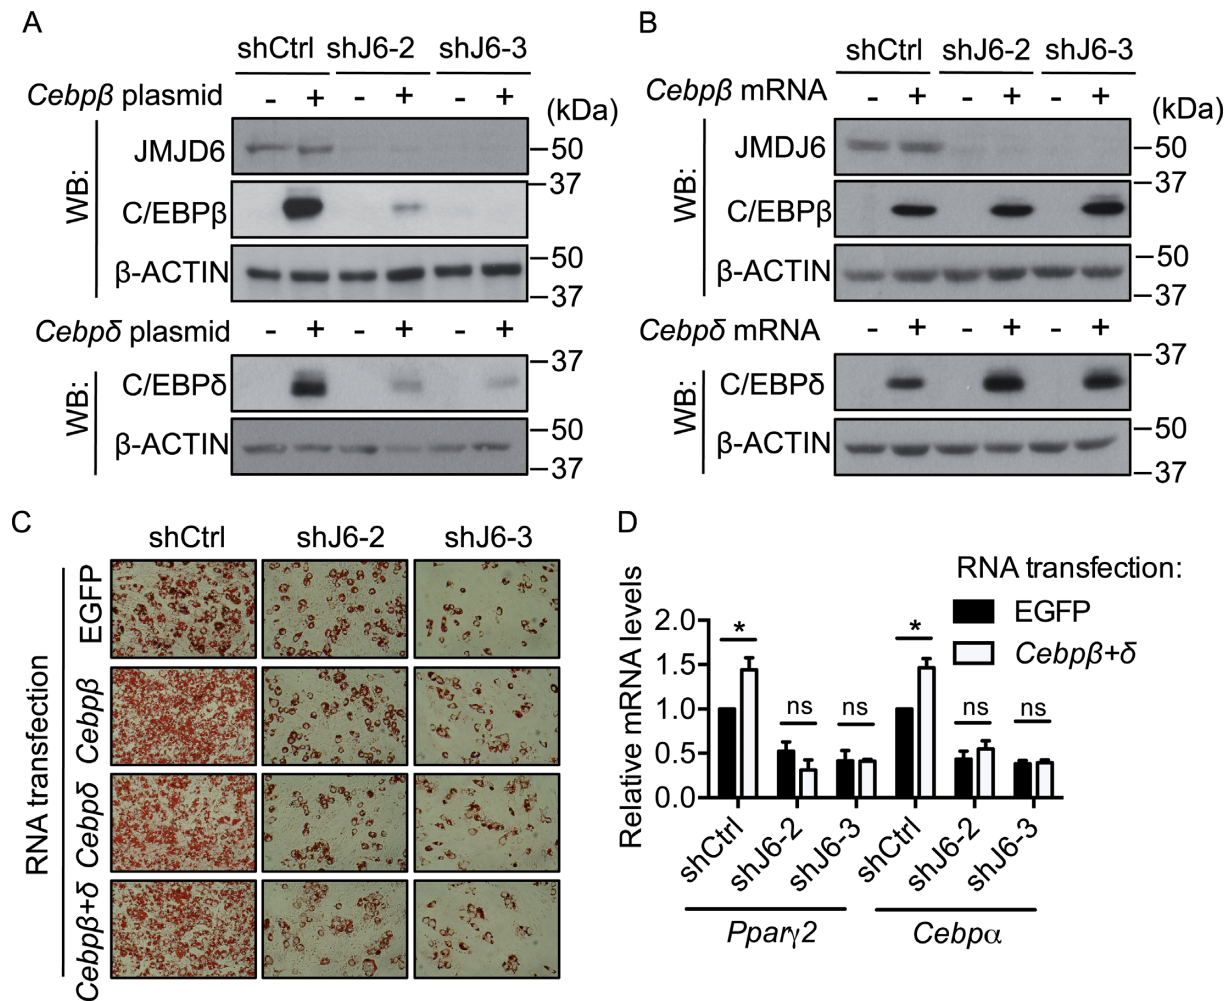 A
shCtrl shJ6-2 shJ6-3
Cebpβ plasmid - + - + - + (kDa)
WB:
JMJD6 50
37
C/EBPβ
β-ACTIN 50
37
Cebpδ plasmid - + - + - +
WB:
37
C/EBPδ
β-ACTIN 50
37
B
shCtrl shJ6-2 shJ6-3
Cebpβ mRNA - + - + - + (kDa)
WB:
JMDJ6 50
37
C/EBPβ
β-ACTIN 50
37
Cebpδ mRNA - + - + - +
WB:
37
C/EBPδ
β-ACTIN 50
37
C
shCtrl shJ6-2 shJ6-3
RNA transfection
EGFP
Cebpβ
Cebpδ
Cebpβ+δ
D
RNA transfection:
EGFP
Cebpβ+δ
Relative mRNA levels
2.0
1.5
1.0
0.5
0.0
* ns ns * ns ns
shCtrl shJ6-2 shJ6-3 shCtrl shJ6-2 shJ6-3
Pparγ2 Cebpα